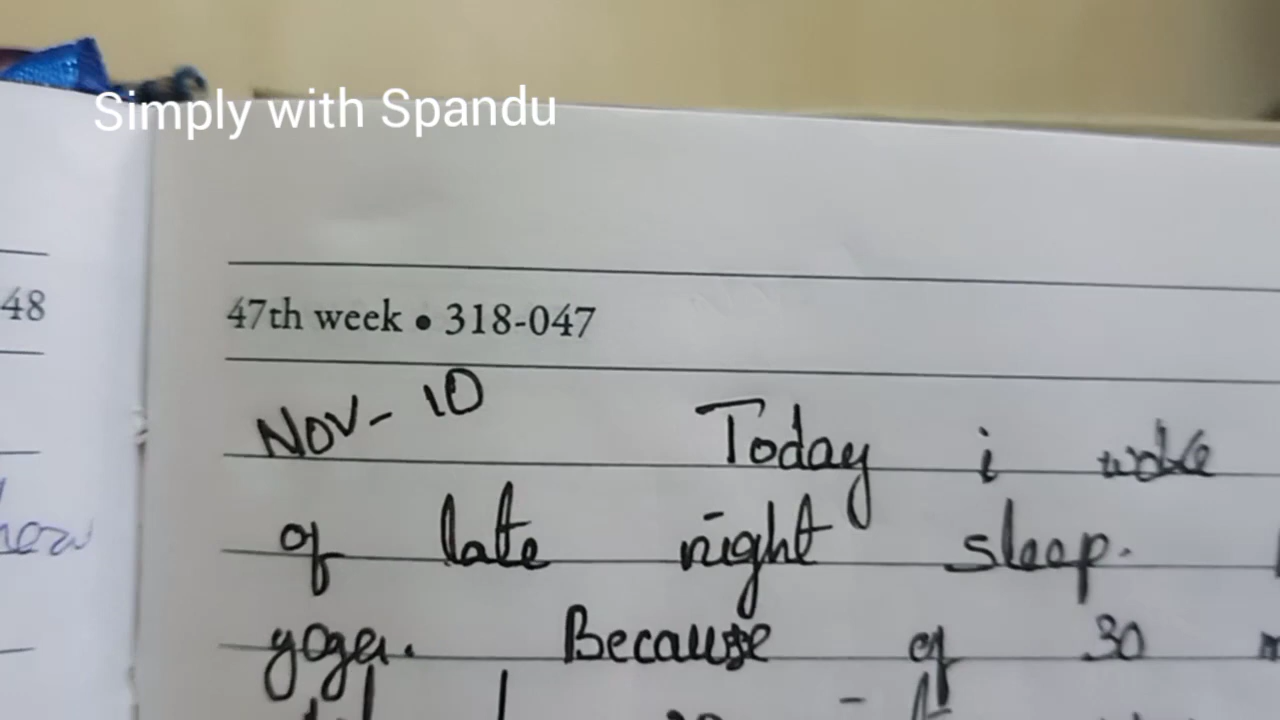 Simply with Spandu
48
47th week • 318-047
Nov- 10 Today i woke
of late night sleep.
yoga. Because of 30